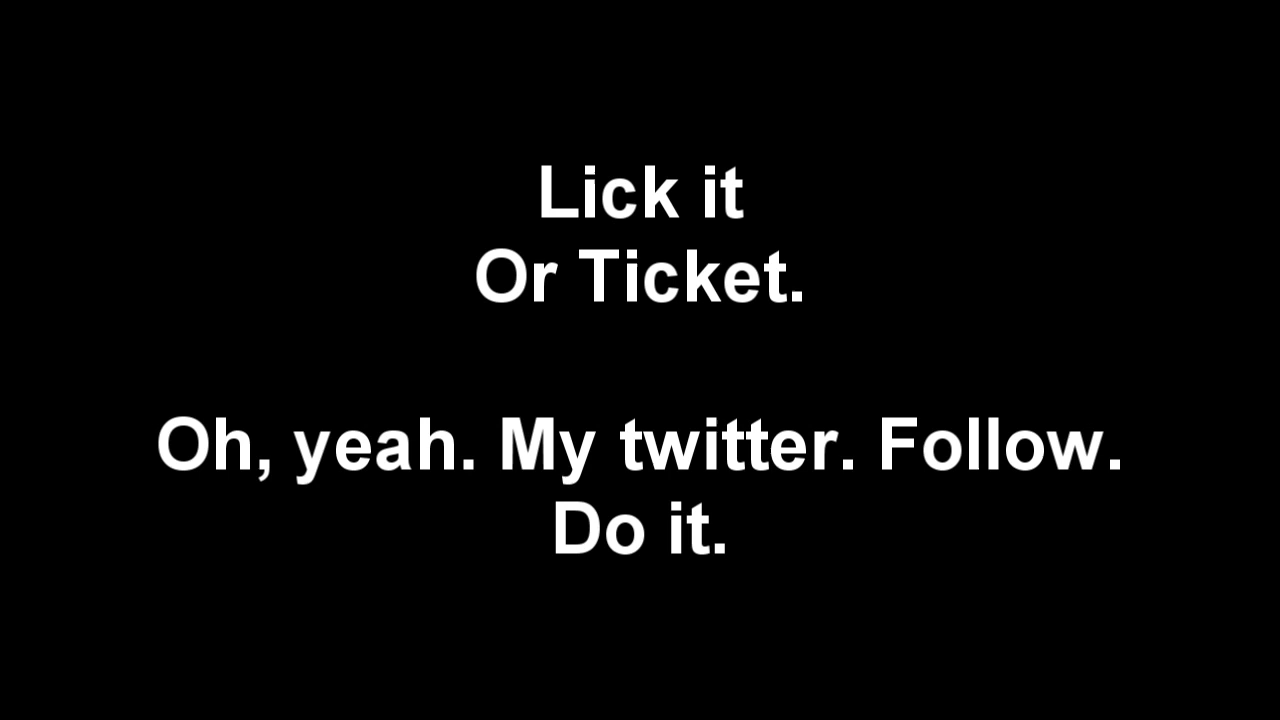 Lick it
Or Ticket.
Oh, yeah. My twitter. Follow.
Do it.